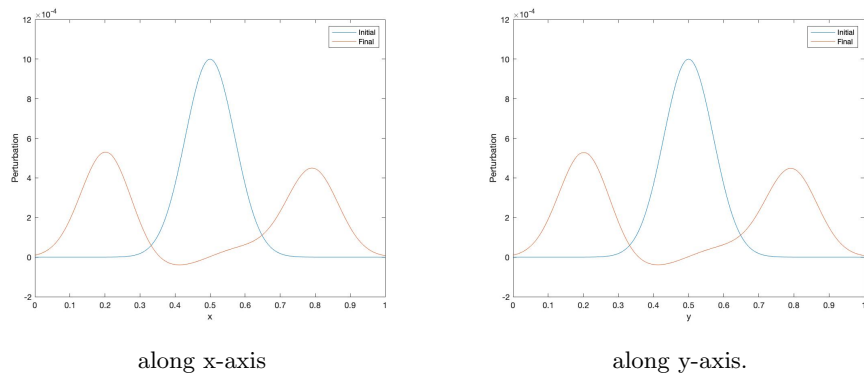 ×10⁻⁴
12
10
8
6
4
2
0
-2
Perturbation
0 0.1 0.2 0.3 0.4 0.5 0.6 0.7 0.8 0.9 1
x
Initial
Final
along x-axis
×10⁻⁴
12
10
8
6
4
2
0
-2
Perturbation
0 0.1 0.2 0.3 0.4 0.5 0.6 0.7 0.8 0.9 1
y
Initial
Final
along y-axis.